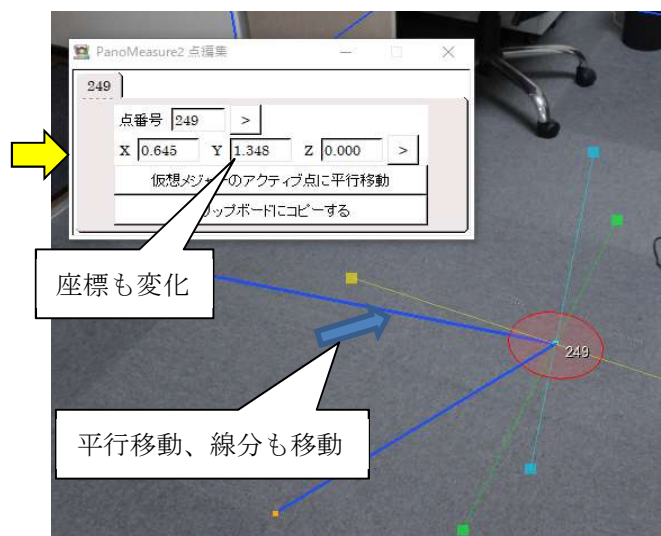 PanoMeasure2 点編集
249
点番号 249 >
X 0.645 Y 1.348 Z 0.000 >
仮想メジャーのアクティブ点に平行移動
リップボードにコピーする
座標も変化
249
平行移動、線分も移動